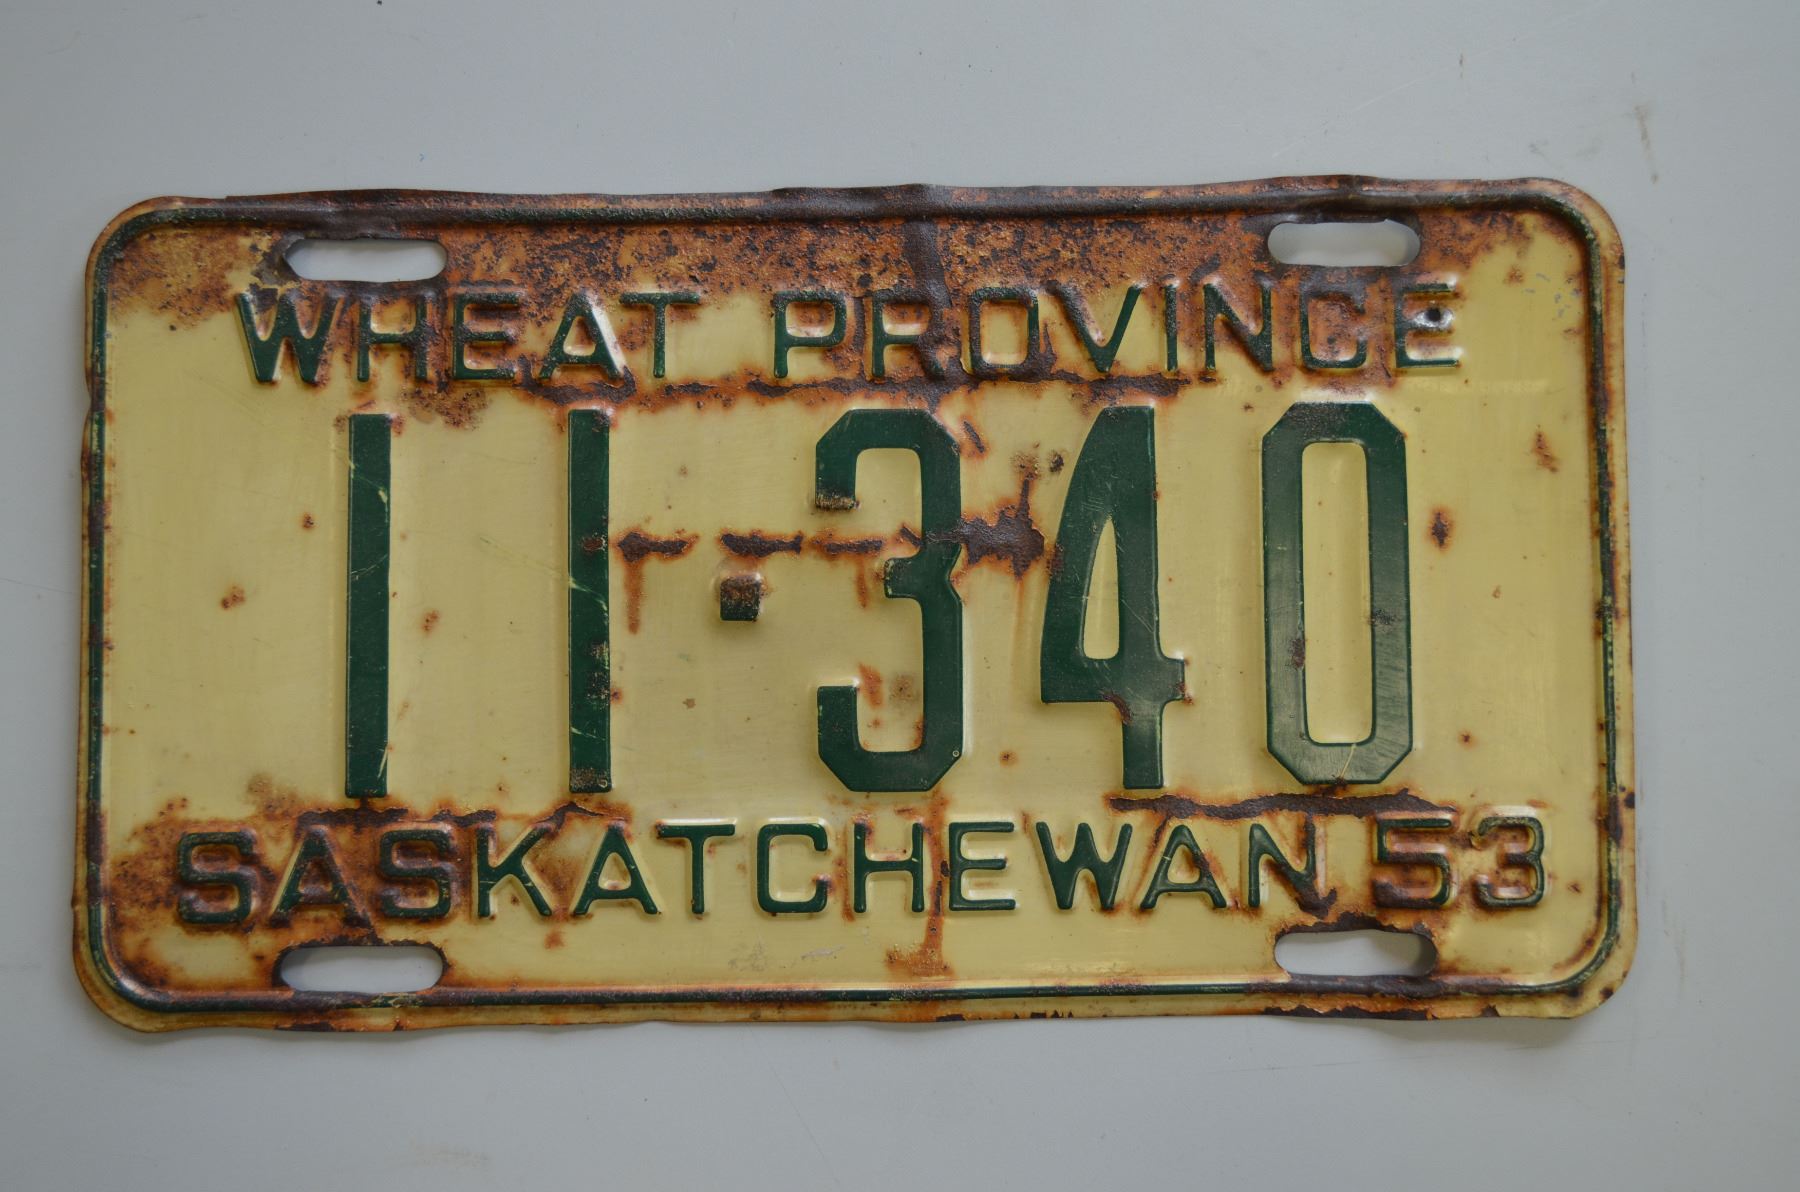 WHEAT PROVINCE
11-340
SASKATCHEWAN 53